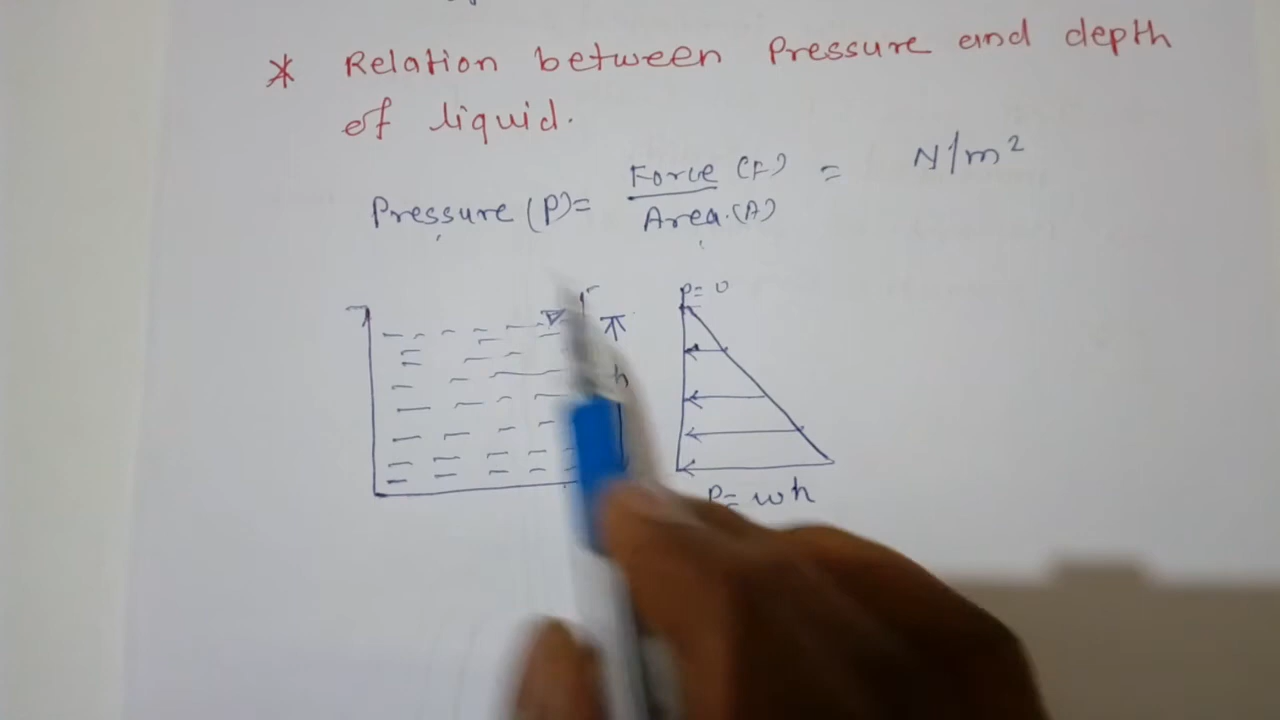 * Relation between Pressure and depth
of liquid.
Pressure (P) = Force (F) / Area. (A) = N/m²
P = 0
h
P = wh